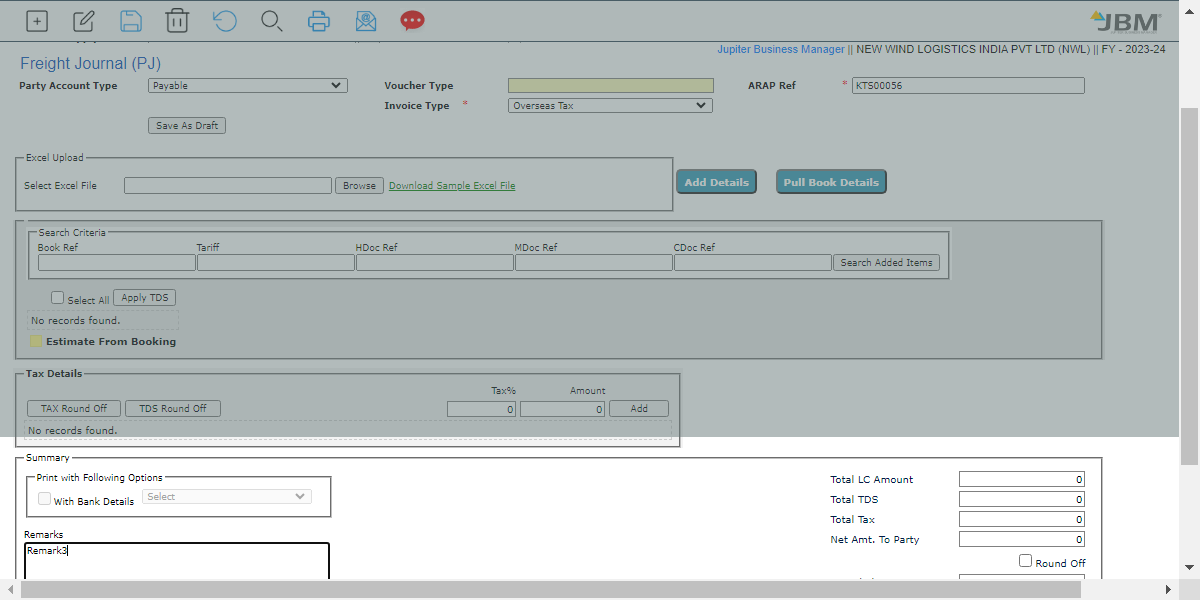 JBM
Jupiter Business Manager || NEW WIND LOGISTICS INDIA PVT LTD (NWL) || FY - 2023-24
Freight Journal (PJ)
Party Account Type Payable Voucher Type ARAP Ref * KTS00056
Invoice Type * Overseas Tax
Save As Draft
Excel Upload
Select Excel File Browse Download Sample Excel File Add Details Pull Book Details
Search Criteria
Book Ref Tariff HDoc Ref MDoc Ref CDoc Ref
Search Added Items
Select All Apply TDS
No records found.
Estimate From Booking
Tax Details
Tax% Amount
TAX Round Off TDS Round Off 0 0 Add
No records found.
Summary
Print with Following Options
With Bank Details Select
Total LC Amount 0
Total TDS 0
Total Tax 0
Net Amt. To Party 0
Remarks
Remark3
Round Off